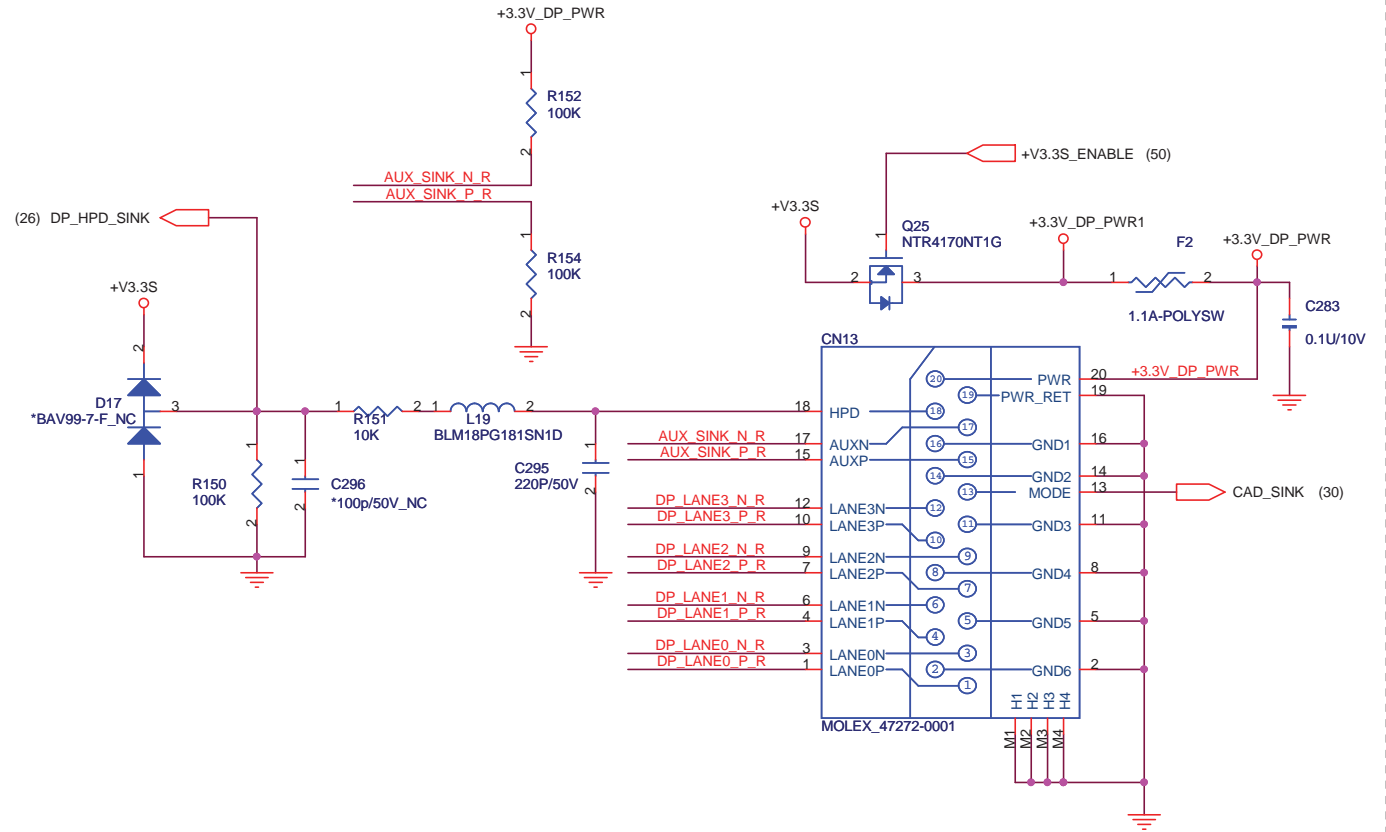 +3.3V_DP_PWR
1
R152
100K
2
AUX_SINK_N_R
AUX_SINK_P_R
1
R154
100K
2
(26) DP_HPD_SINK
+V3.3S
2
D17
*BAV99-7-F_NC
3
1
1
R150
100K
2
1
C296
*100p/50V_NC
2
1
R151
10K
2
1
L19
2
BLM18PG181SN1D
1
C295
220P/50V
2
+V3.3S_ENABLE (50)
+V3.3S
1
Q25
NTR4170NT1G
2
3
+3.3V_DP_PWR1
F2
1
2
1.1A-POLYSW
+3.3V_DP_PWR
C283
0.1U/10V
CN13
18 HPD
AUX_SINK_N_R 17 AUXN
AUX_SINK_P_R 15 AUXP
DP_LANE3_N_R 12 LANE3N
DP_LANE3_P_R 10 LANE3P
DP_LANE2_N_R 9 LANE2N
DP_LANE2_P_R 7 LANE2P
DP_LANE1_N_R 6 LANE1N
DP_LANE1_P_R 4 LANE1P
DP_LANE0_N_R 3 LANE0N
DP_LANE0_P_R 1 LANE0P
20
19
18
17
16
15
14
13
12
11
10
9
8
7
6
5
4
3
2
1
PWR 20 +3.3V_DP_PWR
PWR_RET 19
GND1 16
GND2 14
MODE 13 CAD_SINK (30)
GND3 11
GND4 8
GND5 5
GND6 2
H1 H2 H3 H4
M1 M2 M3 M4
MOLEX_47272-0001